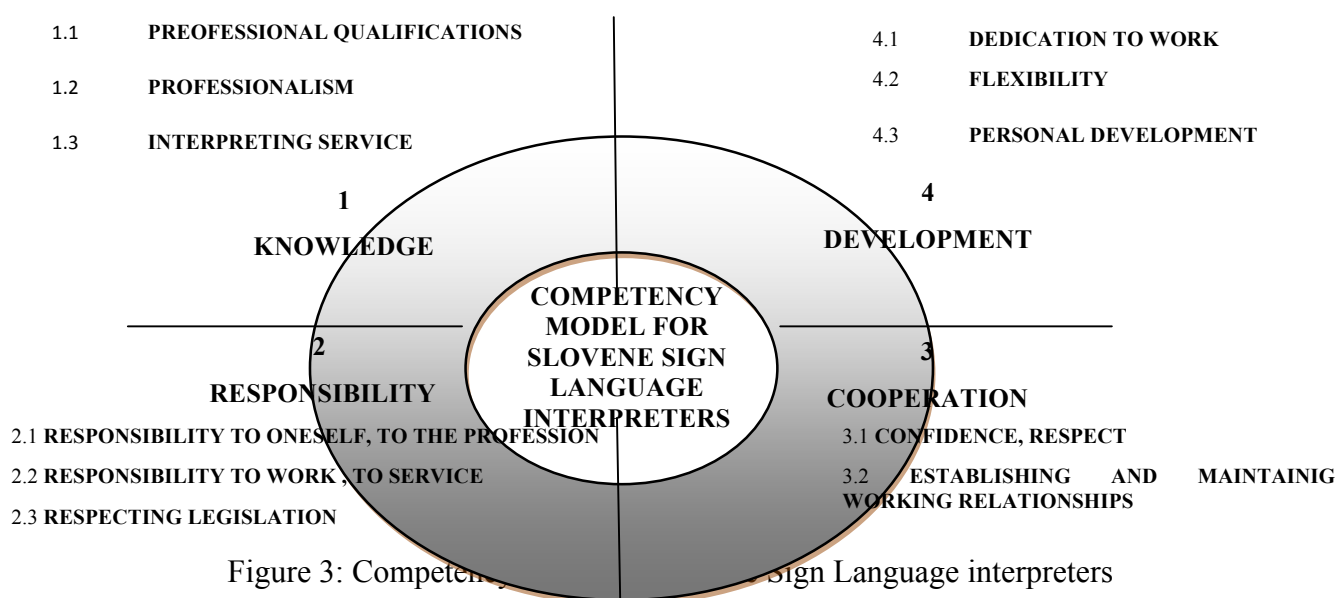 1.1 PREOFESSIONAL QUALIFICATIONS
1.2 PROFESSIONALISM
1.3 INTERPRETING SERVICE
1
KNOWLEDGE
4.1 DEDICATION TO WORK
4.2 FLEXIBILITY
4.3 PERSONAL DEVELOPMENT
4
DEVELOPMENT
COMPETENCY
MODEL FOR
SLOVENE SIGN
LANGUAGE
INTERPRETERS
2
RESPONSIBILITY
2.1 RESPONSIBILITY TO ONESELF, TO THE PROFESSION
2.2 RESPONSIBILITY TO WORK , TO SERVICE
2.3 RESPECTING LEGISLATION
3
COOPERATION
3.1 CONFIDENCE, RESPECT
3.2 ESTABLISHING AND MAINTAINIG
WORKING RELATIONSHIPS
Figure 3: Competency Sign Language interpreters